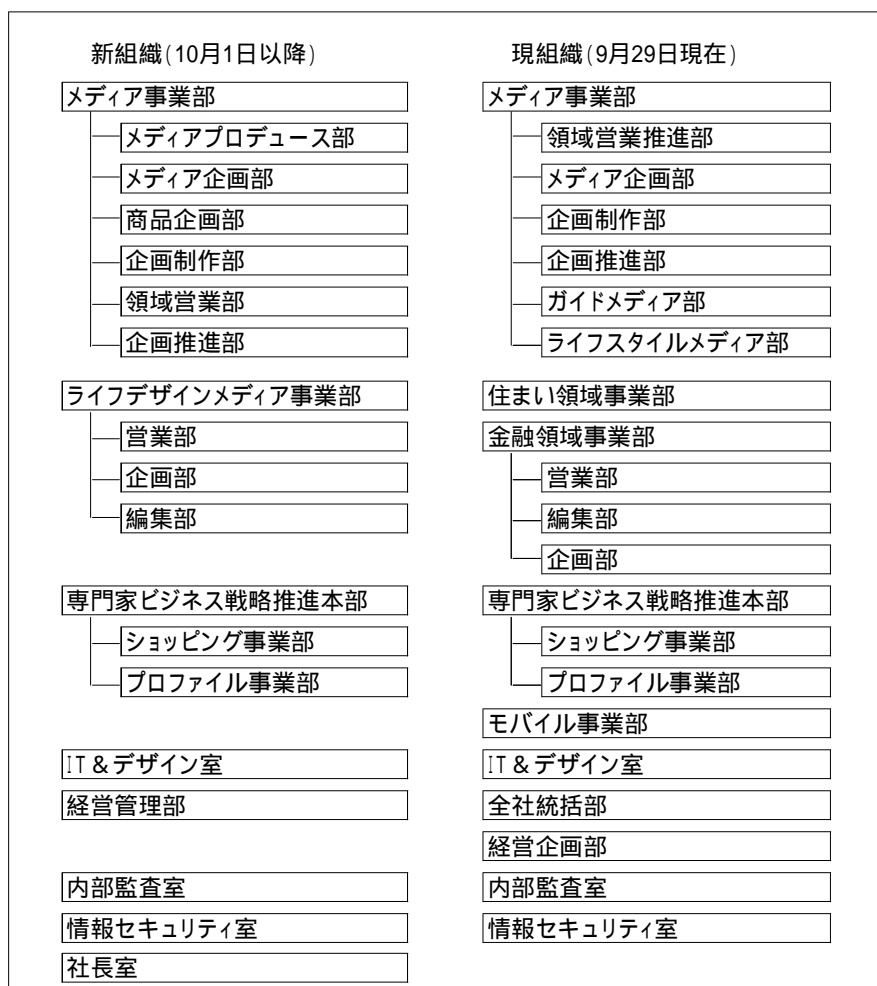 新組織(10月1日以降)
メディア事業部
メディアプロデュース部
メディア企画部
商品企画部
企画制作部
領域営業部
企画推進部
ライフデザインメディア事業部
営業部
企画部
編集部
専門家ビジネス戦略推進本部
ショッピング事業部
プロファイル事業部
IT&デザイン室
経営管理部
内部監査室
情報セキュリティ室
社長室
現組織(9月29日現在)
メディア事業部
領域営業推進部
メディア企画部
企画制作部
企画推進部
ガイドメディア部
ライフスタイルメディア部
住まい領域事業部
金融領域事業部
営業部
編集部
企画部
専門家ビジネス戦略推進本部
ショッピング事業部
プロファイル事業部
モバイル事業部
IT&デザイン室
全社統括部
経営企画部
内部監査室
情報セキュリティ室